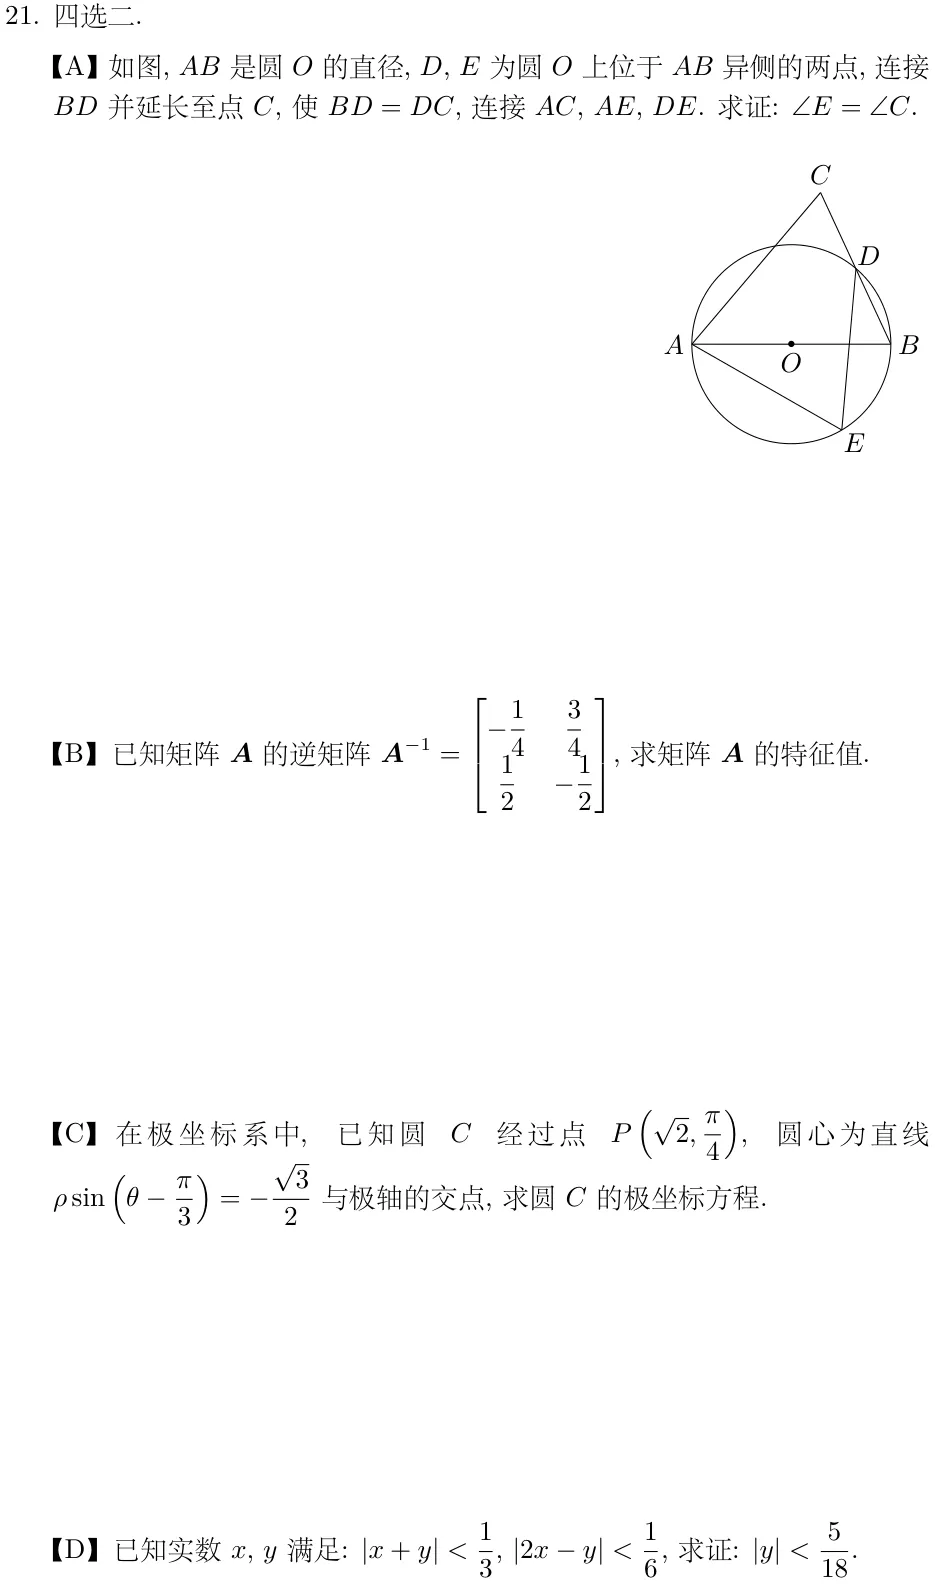 21. 四选二.
【A】如图, AB 是圆 O 的直径, D, E 为圆 O 上位于 AB 异侧的两点, 连接
BD 并延长至点 C, 使 BD = DC, 连接 AC, AE, DE. 求证: ∠E = ∠C.
C
D
A
O
B
E
【B】已知矩阵 A 的逆矩阵 A⁻¹ = [−1/4 3/4; 1/2 −1/2], 求矩阵 A 的特征值.
【C】在极坐标系中, 已知圆 C 经过点 P(√2, π/4), 圆心为直线
ρ sin(θ − π/3) = −√3/2 与极轴的交点, 求圆 C 的极坐标方程.
【D】已知实数 x, y 满足: |x + y| < 1/3, |2x − y| < 1/6, 求证: |y| < 5/18.